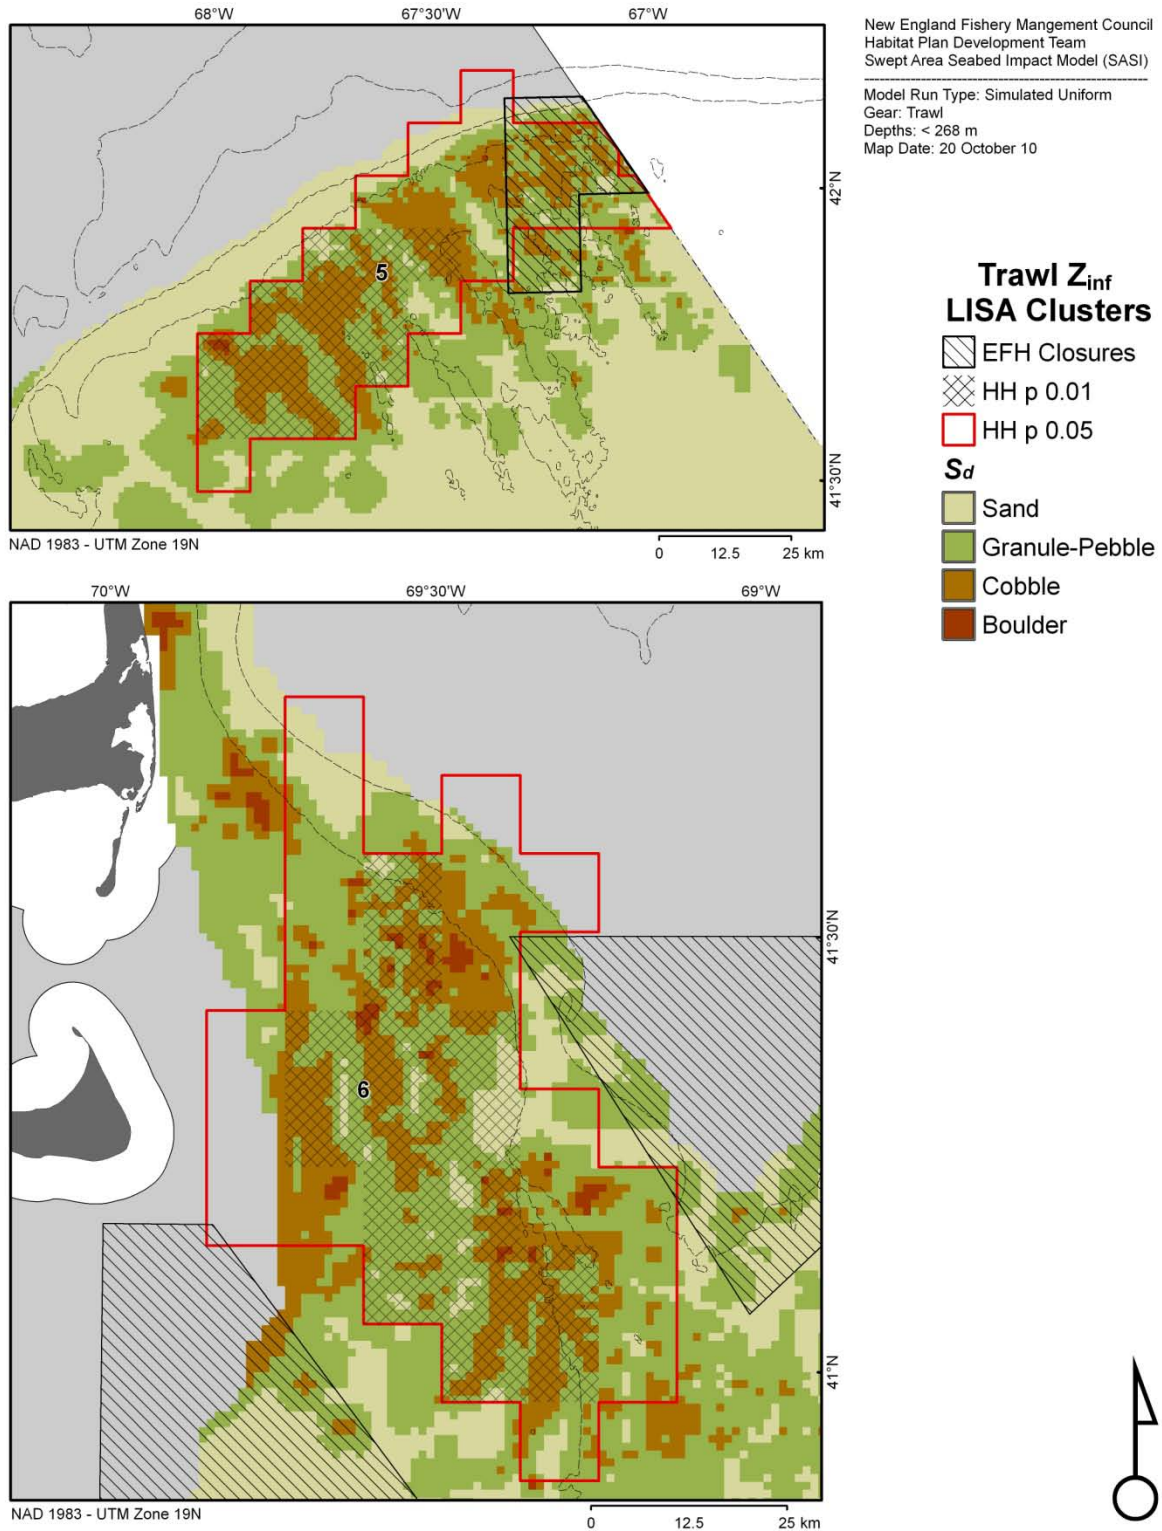 68°W 67°30'W 67°W
New England Fishery Mangement Council
Habitat Plan Development Team
Swept Area Seabed Impact Model (SASI)
Model Run Type: Simulated Uniform
Gear: Trawl
Depths: < 268 m
Map Date: 20 October 10
42°N
5
41°30'N
NAD 1983 - UTM Zone 19N
0 12.5 25 km
Trawl Zinf
LISA Clusters
EFH Closures
HH p 0.01
HH p 0.05
Sd
Sand
Granule-Pebble
Cobble
Boulder
70°W 69°30'W 69°W
41°30'N
6
41°N
NAD 1983 - UTM Zone 19N
0 12.5 25 km